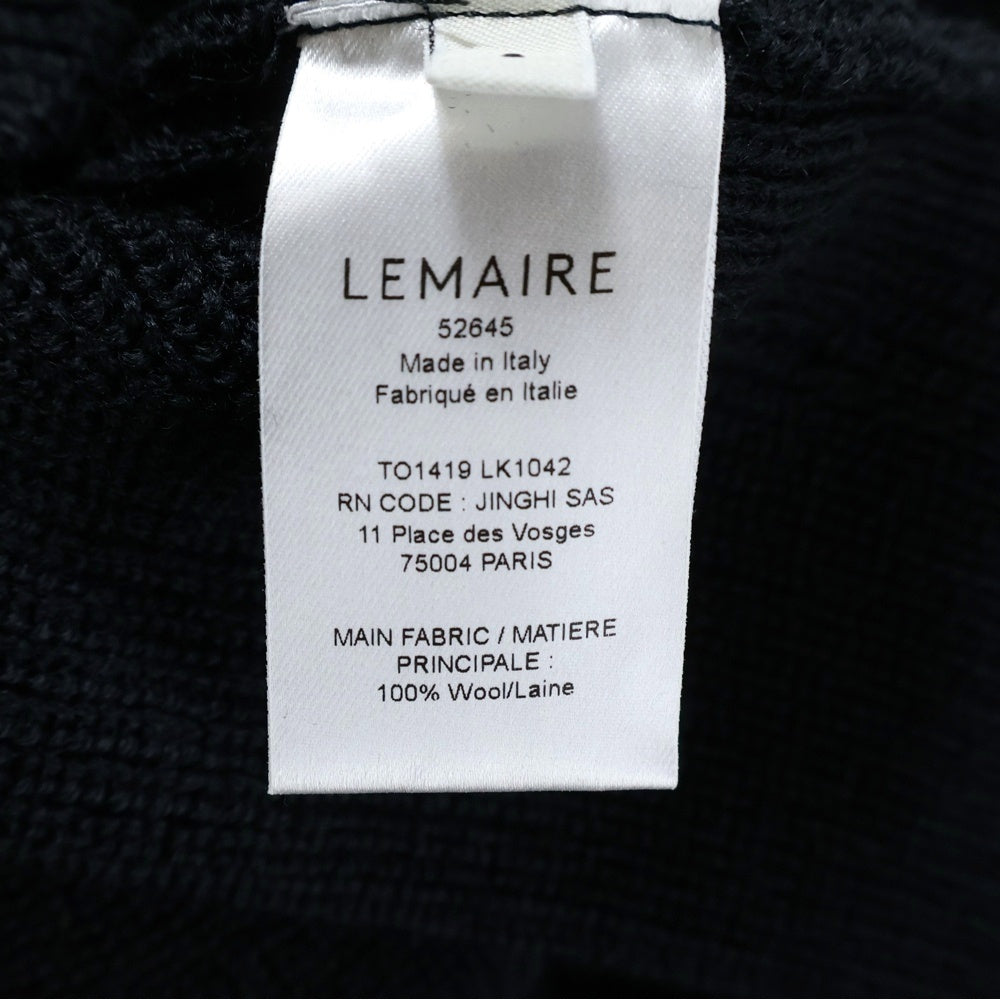 LEMAIRE
52645
Made in Italy
Fabriqué en Italie
TO1419 LK1042
RN CODE : JINGHI SAS
11 Place des Vosges
75004 PARIS
MAIN FABRIC / MATIERE
PRINCIPALE :
100% Wool/Laine